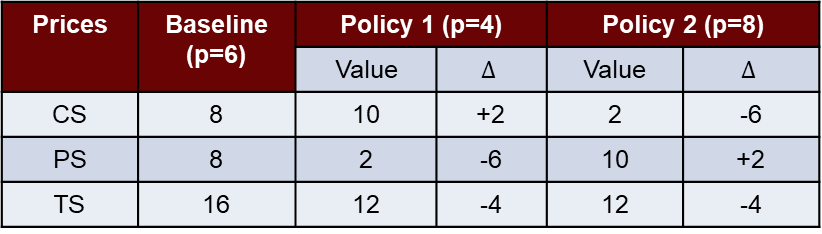 Prices Baseline (p=6) Policy 1 (p=4) Policy 2 (p=8)
Value Δ Value Δ
CS 8 10 +2 2 -6
PS 8 2 -6 10 +2
TS 16 12 -4 12 -4